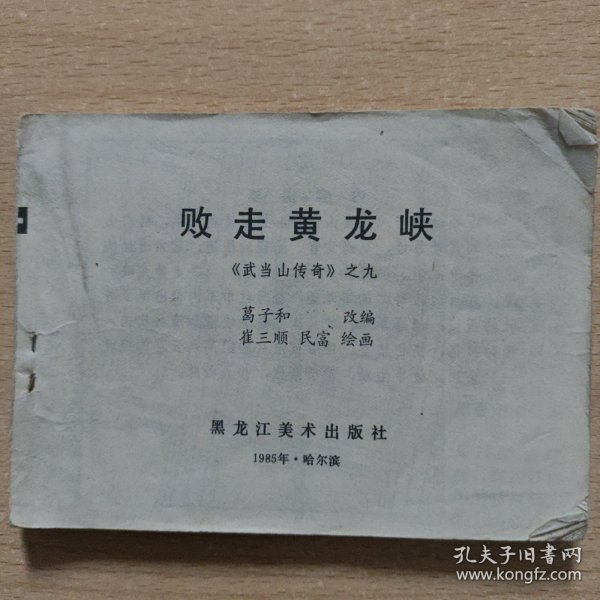 败走黄龙峡
《武当山传奇》之九
葛子和 改编
崔三顺 民富 绘画
黑龙江美术出版社
1985年·哈尔滨
孔夫子旧书网
www.kongfz.com